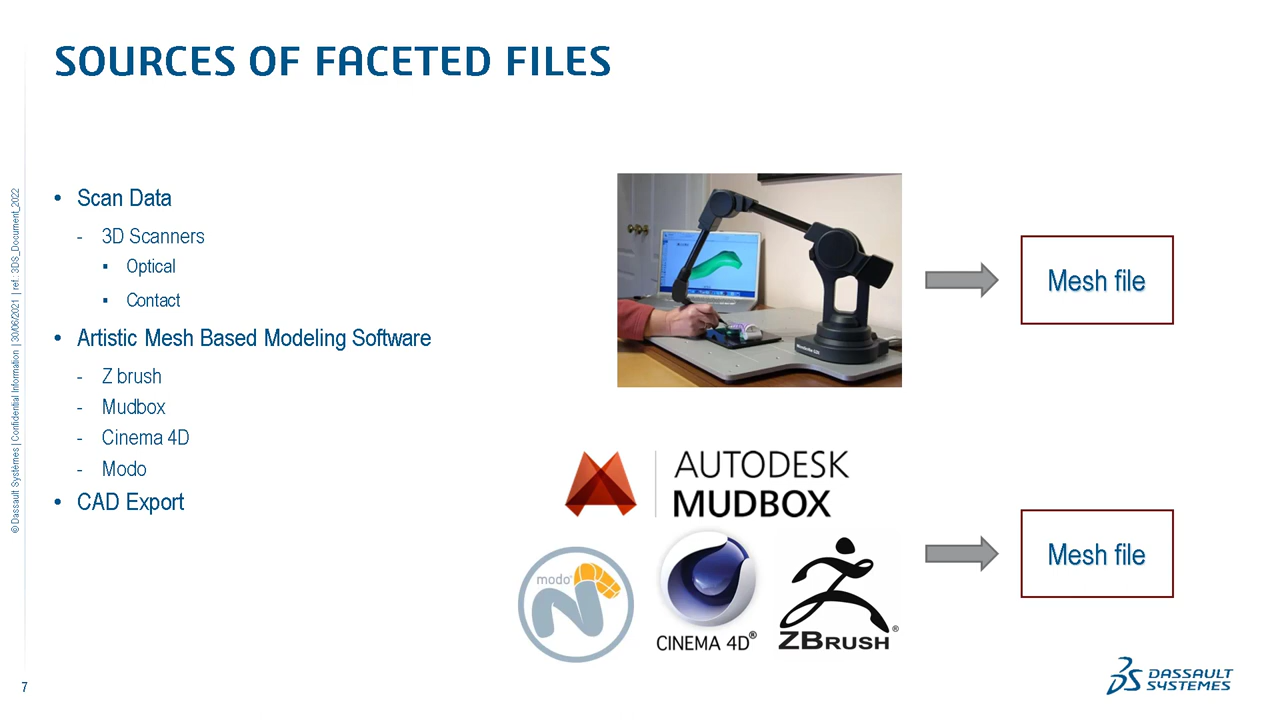 SOURCES OF FACETED FILES
• Scan Data
- 3D Scanners
▪ Optical
▪ Contact
• Artistic Mesh Based Modeling Software
- Z brush
- Mudbox
- Cinema 4D
- Modo
• CAD Export
Mesh file
AUTODESK
MUDBOX
modo
CINEMA 4D®
ZBRUSH®
Mesh file
© Dassault Systèmes | Confidential Information | 30/06/2021 | ref.: 3DS_Document_2022
7
DASSAULT
SYSTEMES